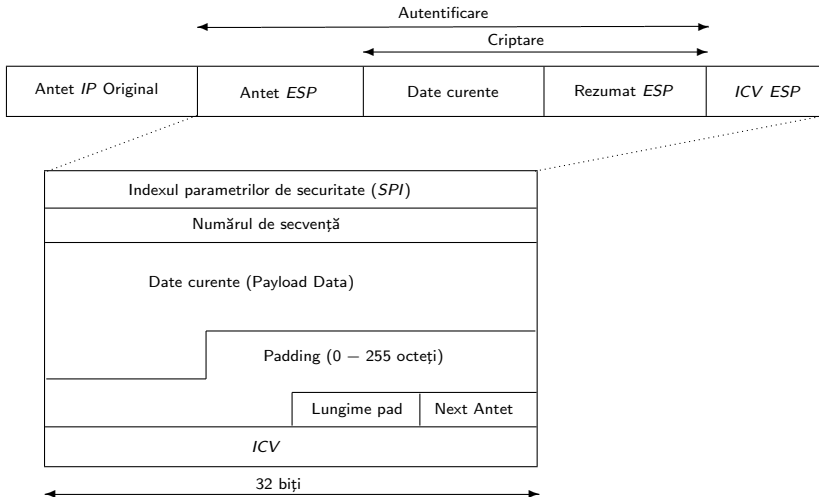 Autentificare
Criptare
Antet IP Original
Antet ESP
Date curente
Rezumat ESP
ICV ESP
Indexul parametrilor de securitate (SPI)
Numărul de secvență
Date curente (Payload Data)
Padding (0 − 255 octeți)
Lungime pad
Next Antet
ICV
32 biți